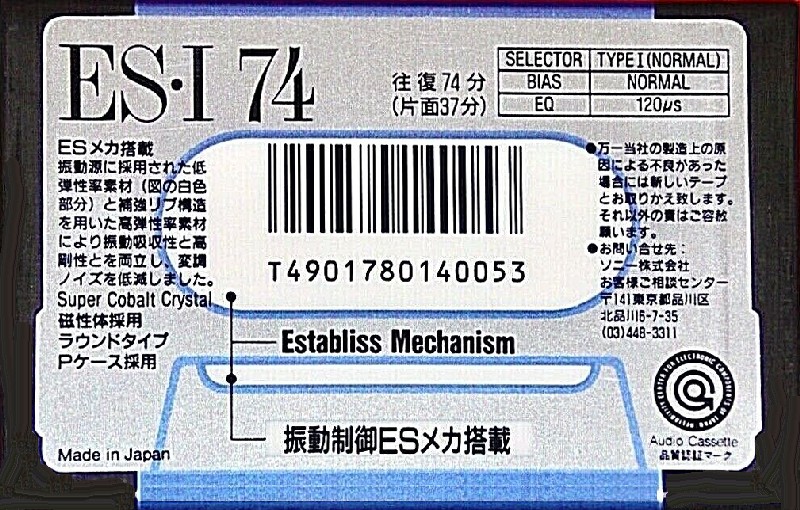 ES·I 74
往復74分
(片面37分)
SELECTOR TYPE I (NORMAL)
BIAS NORMAL
EQ 120μs
ESメカ搭載
振動源に採用された低
弾性率素材(図の白色
部分)と補強リブ構造
を用いた高弾性率素材
により振動吸収性と高
剛性とを両立し、変調
ノイズを低減しました。
Super Cobalt Crystal
磁性体採用
ラウンドタイプ
Pケース採用
Made in Japan
T4901780140053
Establiss Mechanism
振動制御ESメカ搭載
●万一当社の製造上の原
因による不良があった
場合には新しいテープ
とお取りかえ致します。
それ以外の責はご容赦
願います。
●お問い合せ先:
ソニー株式会社
お客様ご相談センター
〒141東京都品川区
北品川6-7-35
(03)448-3311
Audio Cassette
品質認証マーク